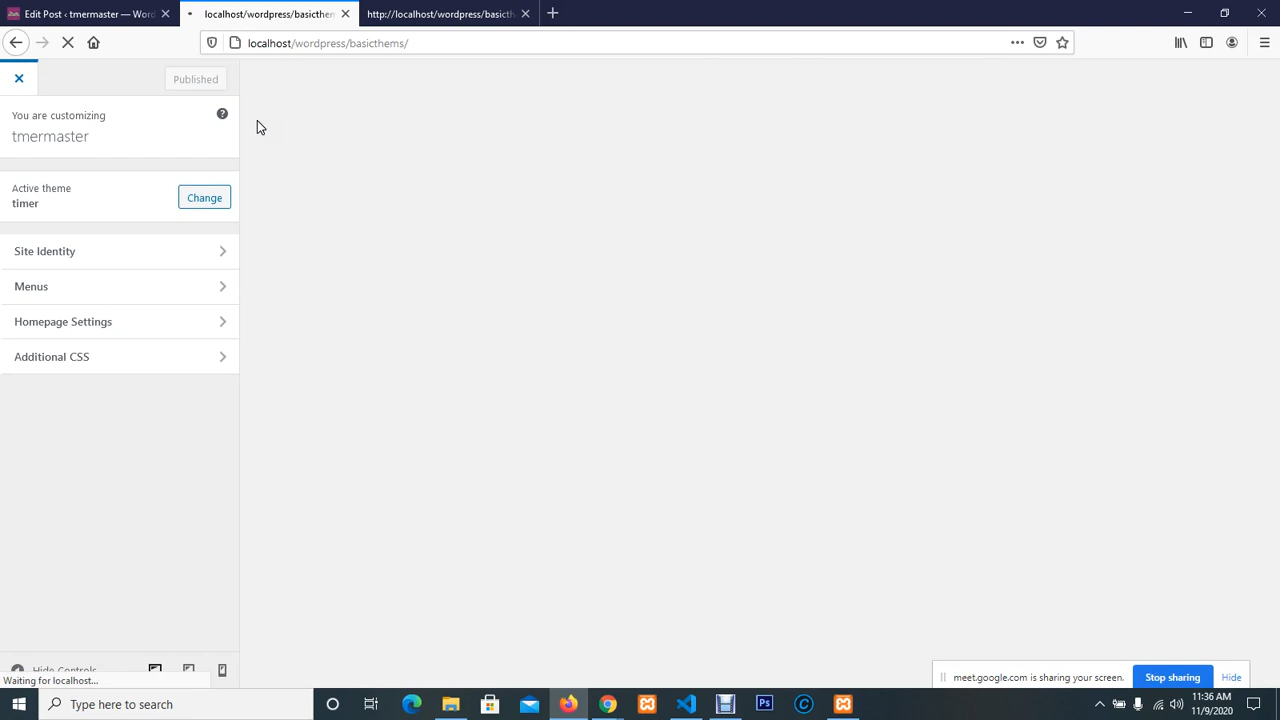 Edit Post ‹ tmermaster — Wor
localhost/wordpress/basicthem
http://localhost/wordpress/basicth
localhost/wordpress/basicthems/
Published
You are customizing
tmermaster
Active theme
timer
Change
Site Identity
Menus
Homepage Settings
Additional CSS
Hide Controls
Waiting for localhost...
meet.google.com is sharing your screen.
Stop sharing
Hide
Type here to search
11:36 AM
11/9/2020